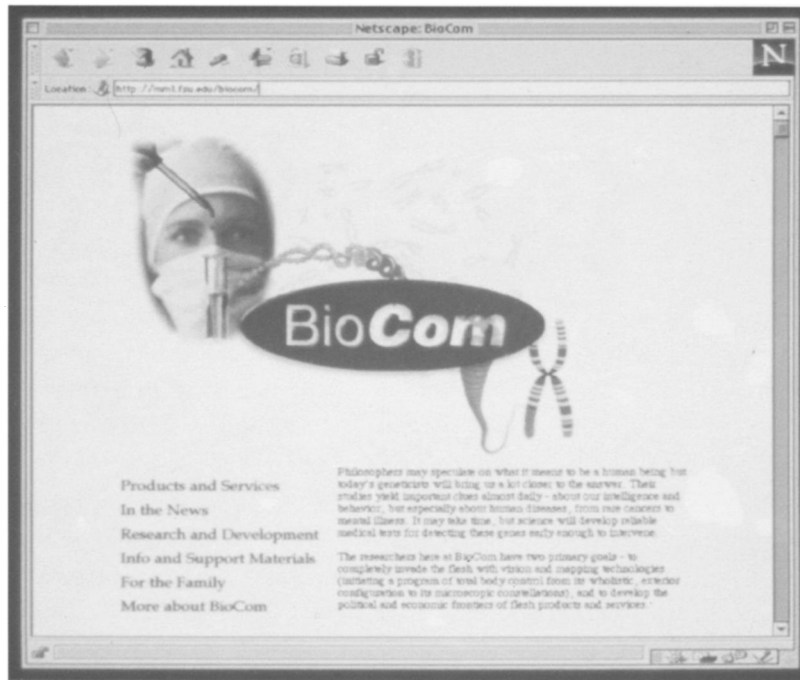 Netscape: BioCom
N
Location: http://mml.fsu.edu/biocom/
BioCom
Products and Services
In the News
Research and Development
Info and Support Materials
For the Family
More about BioCom
Philosophers may speculate on what it means to be a human being but
today's geneticists will bring us a lot closer to the answer. Their
studies yield important clues almost daily - about our intelligence and
behavior, but especially about human diseases, from rare cancers to
mental illness. It may take time, but science will develop reliable
medical tests for detecting these genes early enough to intervene.
The researchers here at BioCom have two primary goals - to
completely invade the flesh with vision and mapping technologies
(initiating a program of total body control from its wholistic, exterior
configuration to its microscopic constellations), and to develop the
political and economic frontiers of flesh products and services.